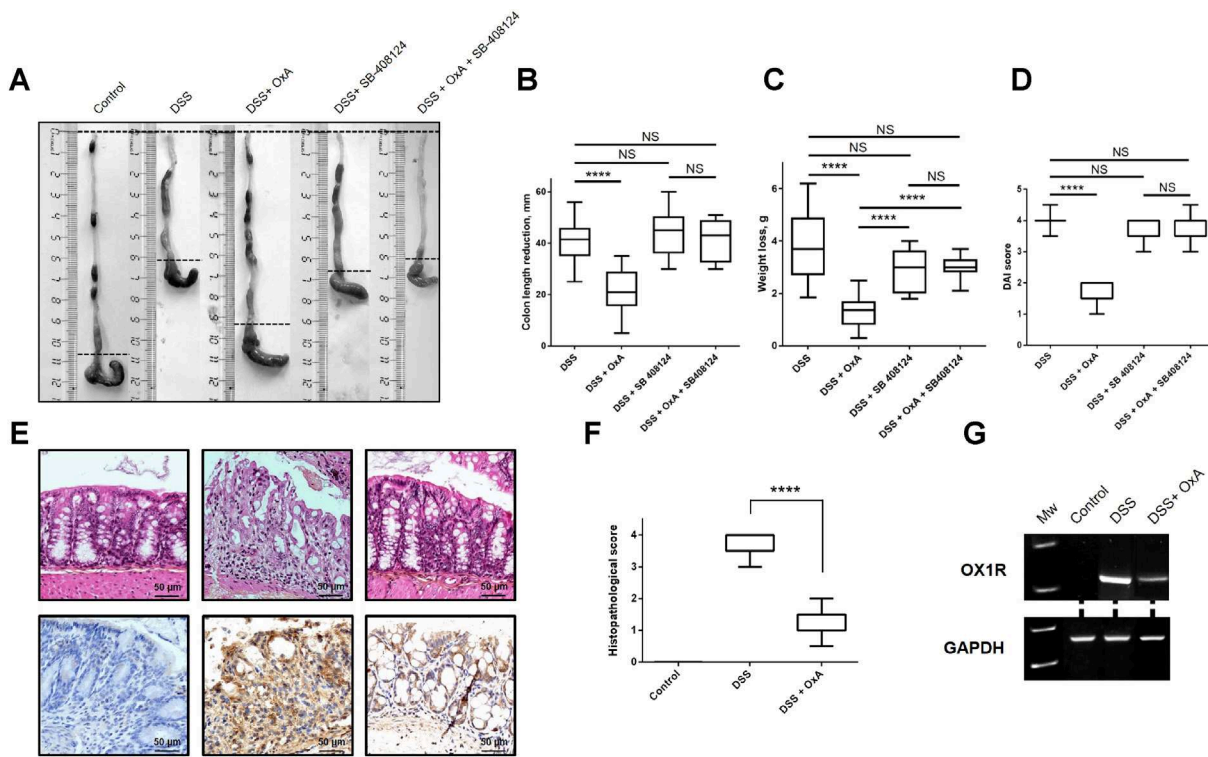 A
Control
DSS
DSS+ OxA
DSS+ SB-408124
DSS + OxA + SB-408124
B
NS
NS
NS
****
Colon length reduction, mm
60
40
20
0
DSS
DSS + OxA
DSS + SB 408124
DSS + OxA + SB408124
C
NS
NS
NS
****
****
****
Weight loss, g
8
6
4
2
0
DSS
DSS + OxA
DSS + SB 408124
DSS + OxA + SB408124
D
NS
NS
NS
****
DAI score
5
4
3
2
1
0
DSS
DSS + OxA
DSS + SB 408124
DSS + OxA + SB408124
E
50 µm
50 µm
50 µm
50 µm
50 µm
50 µm
F
****
Histopathological score
4
3
2
1
0
Control
DSS
DSS + OxA
G
Mw
Control
DSS
DSS+ OxA
OX1R
GAPDH